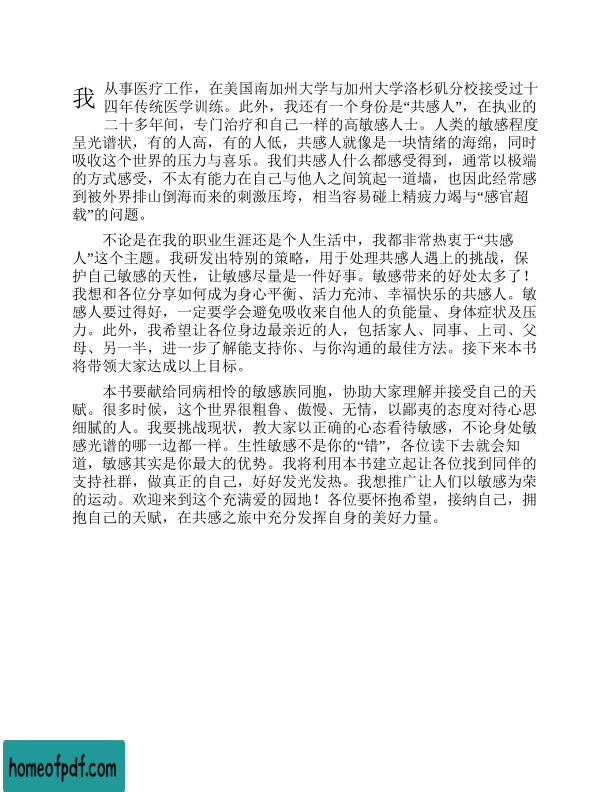 我从事医疗工作，在美国南加州大学与加州大学洛杉矶分校接受过十
四年传统医学训练。此外，我还有一个身份是“共感人”，在执业的
二十多年间，专门治疗和自己一样的高敏感人士。人类的敏感程度
呈光谱状，有的人高，有的人低，共感人就像是一块情绪的海绵，同时
吸收这个世界的压力与喜乐。我们共感人什么都感受得到，通常以极端
的方式感受，不太有能力在自己与他人之间筑起一道墙，也因此经常感
到被外界排山倒海而来的刺激压垮，相当容易碰上精疲力竭与“感官超
载”的问题。
不论是在我的职业生涯还是个人生活中，我都非常热衷于“共感
人”这个主题。我研发出特别的策略，用于处理共感人遇上的挑战，保
护自己敏感的天性，让敏感尽量是一件好事。敏感带来的好处太多了！
我想和各位分享如何成为身心平衡、活力充沛、幸福快乐的共感人。敏
感人要过得好，一定要学会避免吸收来自他人的负能量、身体症状及压
力。此外，我希望让各位身边最亲近的人，包括家人、同事、上司、父
母、另一半，进一步了解能支持你、与你沟通的最佳方法。接下来本书
将带领大家达成以上目标。
本书要献给同病相怜的敏感族同胞，协助大家理解并接受自己的天
赋。很多时候，这个世界很粗鲁、傲慢、无情，以鄙夷的态度对待心思
细腻的人。我要挑战现状，教大家以正确的心态看待敏感，不论身处敏
感光谱的哪一边都一样。生性敏感不是你的“错”，各位读下去就会知
道，敏感其实是你最大的优势。我将利用本书建立起让各位找到同伴的
支持社群，做真正的自己，好好发光发热。我想推广让人们以敏感为荣
的运动。欢迎来到这个充满爱的园地！各位要怀抱希望，接纳自己，拥
抱自己的天赋，在共感之旅中充分发挥自身的美好力量。
homeofpdf.com